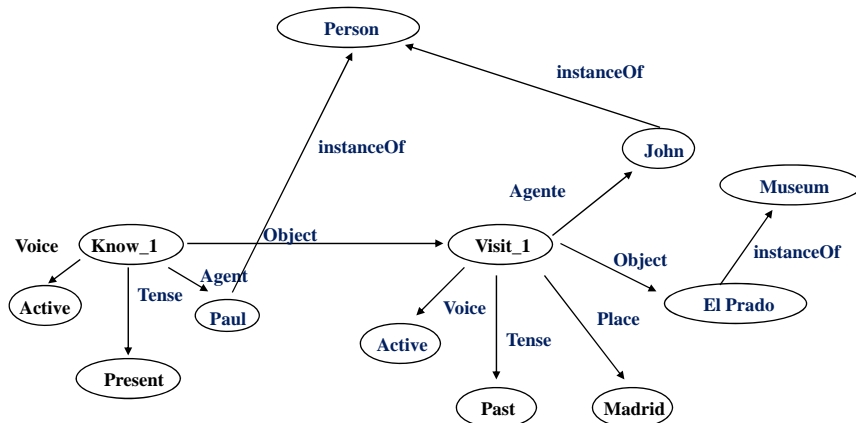 Person
instanceOf
instanceOf
John
Museum
Agente
Voice
Know_1
Object
Visit_1
Object
instanceOf
Agent
Active
Tense
Paul
Voice
El Prado
Place
Active
Tense
Present
Past
Madrid